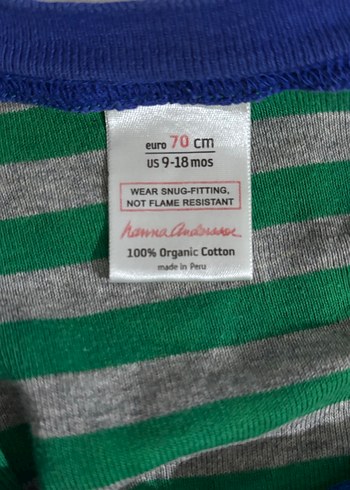 euro 70 cm
US 9-18 mos
WEAR SNUG-FITTING,
NOT FLAME RESISTANT
hanna Andersson
100% Organic Cotton
made in Peru